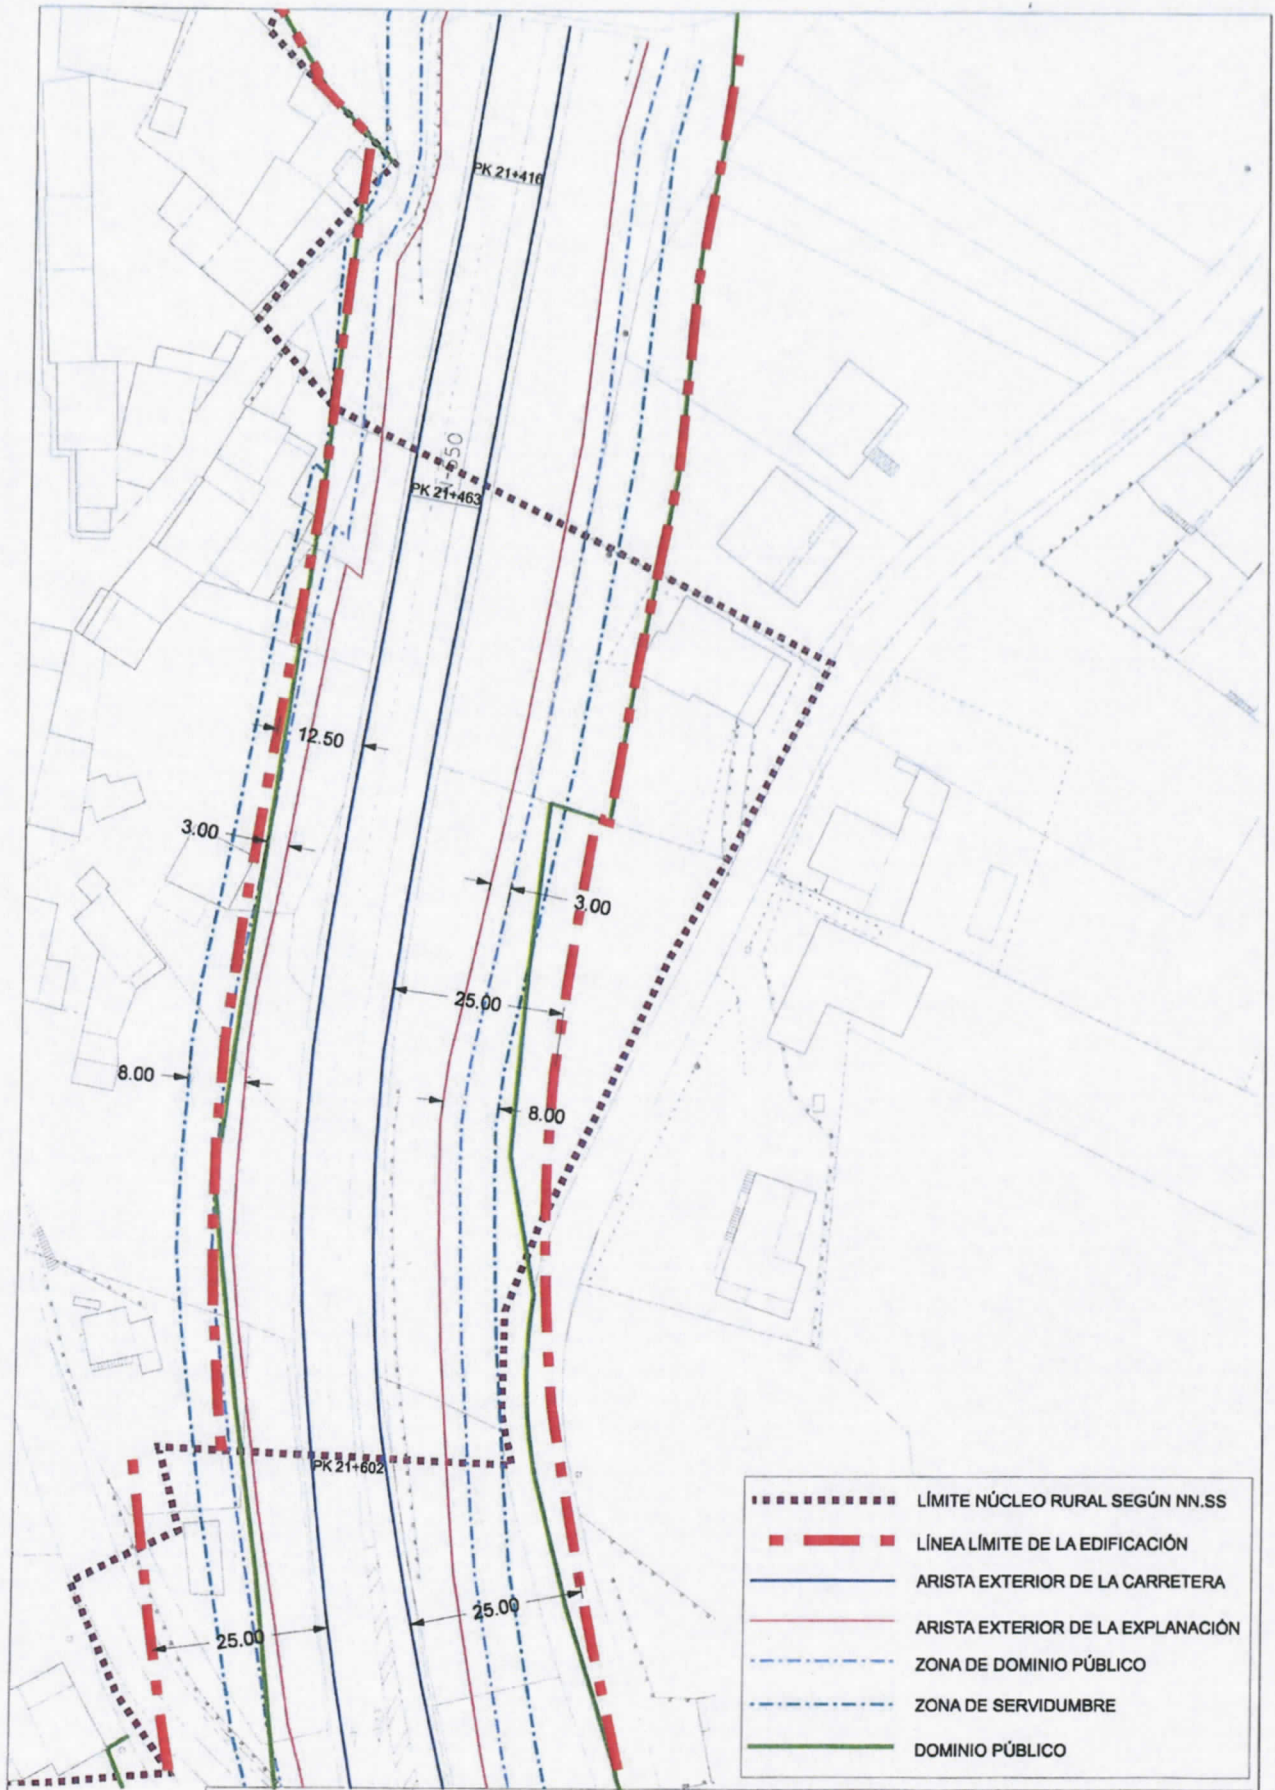 PK 21+416
PK 21+463
12.50
3.00
3.00
25.00
8.00
8.00
PK 21+602
25.00
25.00
LÍMITE NÚCLEO RURAL SEGÚN NN.SS
LÍNEA LÍMITE DE LA EDIFICACIÓN
ARISTA EXTERIOR DE LA CARRETERA
ARISTA EXTERIOR DE LA EXPLANACIÓN
ZONA DE DOMINIO PÚBLICO
ZONA DE SERVIDUMBRE
DOMINIO PÚBLICO